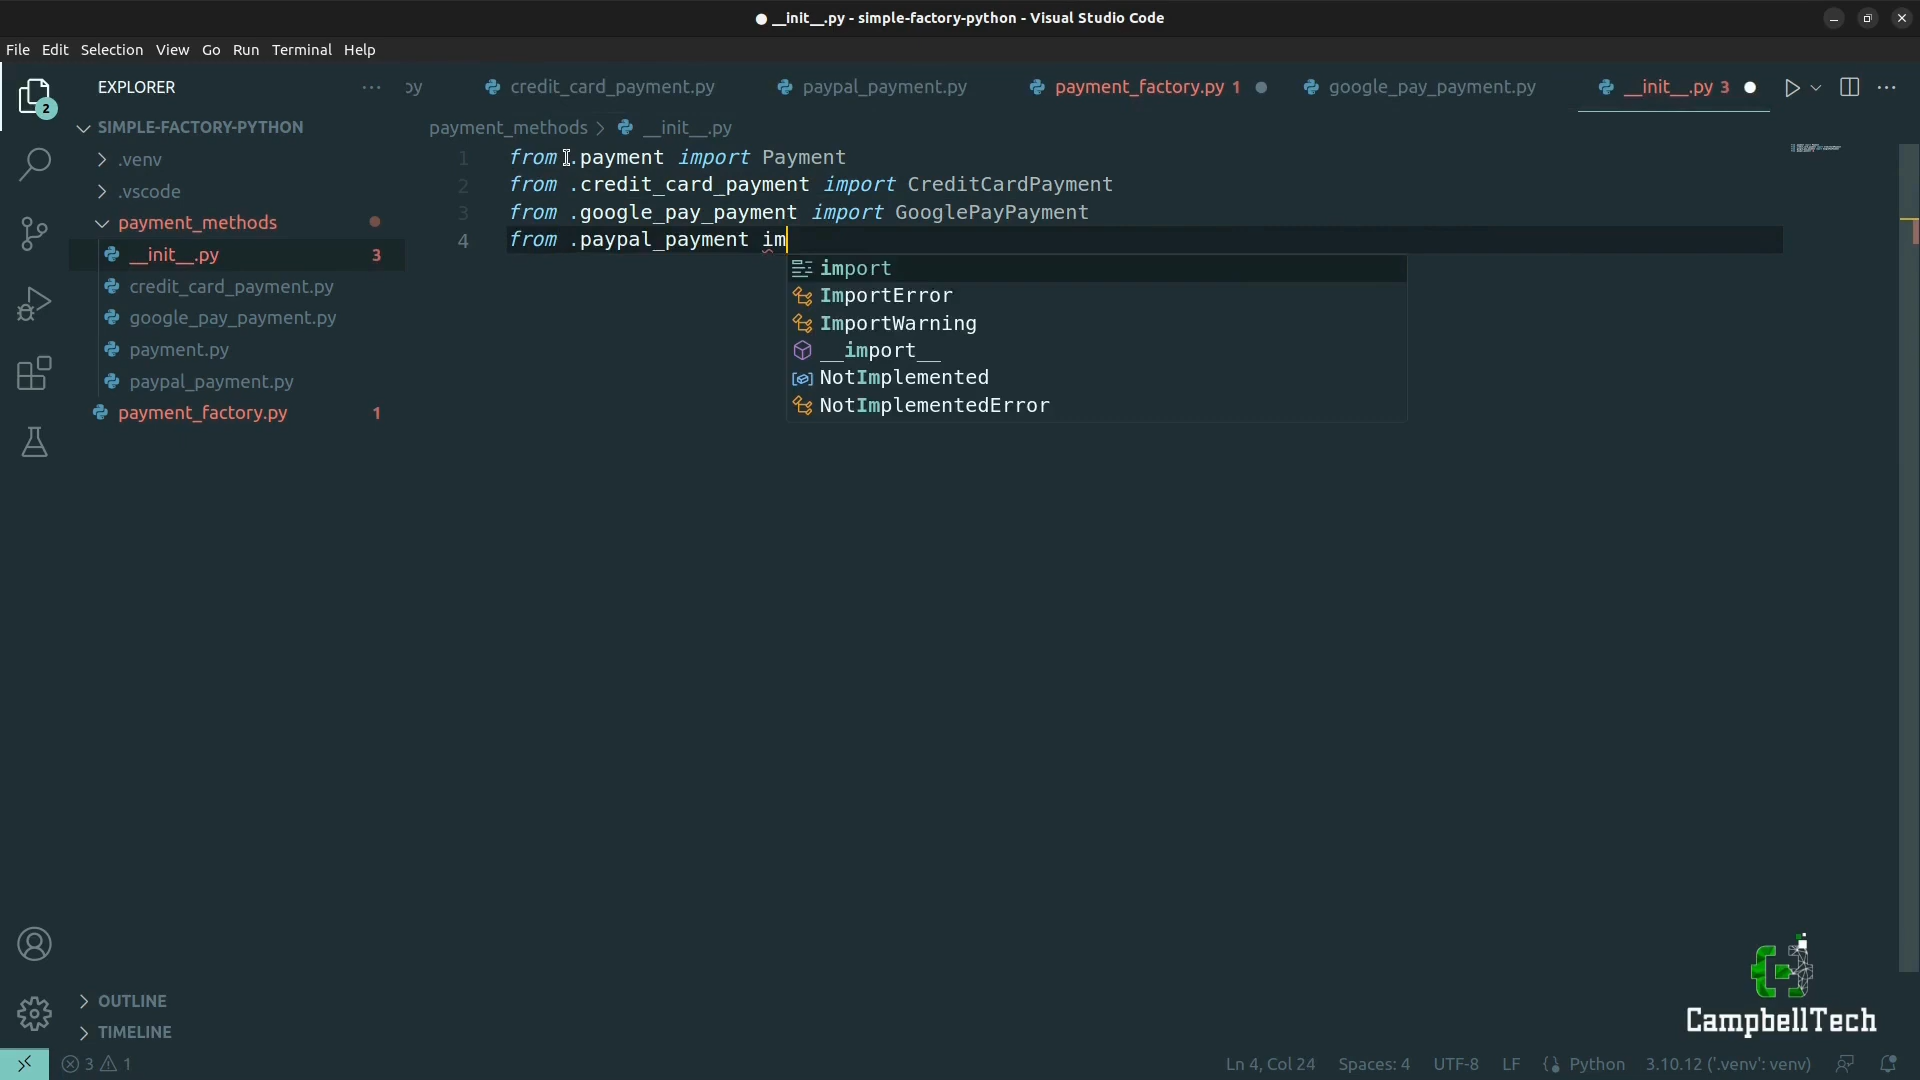 __init__.py - simple-factory-python - Visual Studio Code
File Edit Selection View Go Run Terminal Help
EXPLORER
py credit_card_payment.py paypal_payment.py payment_factory.py 1 google_pay_payment.py __init__.py 3
2
SIMPLE-FACTORY-PYTHON
payment_methods > __init__.py
.venv
.vscode
payment_methods
__init__.py 3
credit_card_payment.py
google_pay_payment.py
payment.py
paypal_payment.py
payment_factory.py 1
1 from .payment import Payment
2 from .credit_card_payment import CreditCardPayment
3 from .google_pay_payment import GooglePayPayment
4 from .paypal_payment im
import
ImportError
ImportWarning
__import__
NotImplemented
NotImplementedError
OUTLINE
TIMELINE
CampbellTech
3 1 Ln 4, Col 24 Spaces: 4 UTF-8 LF {} Python 3.10.12 ('.venv': venv)